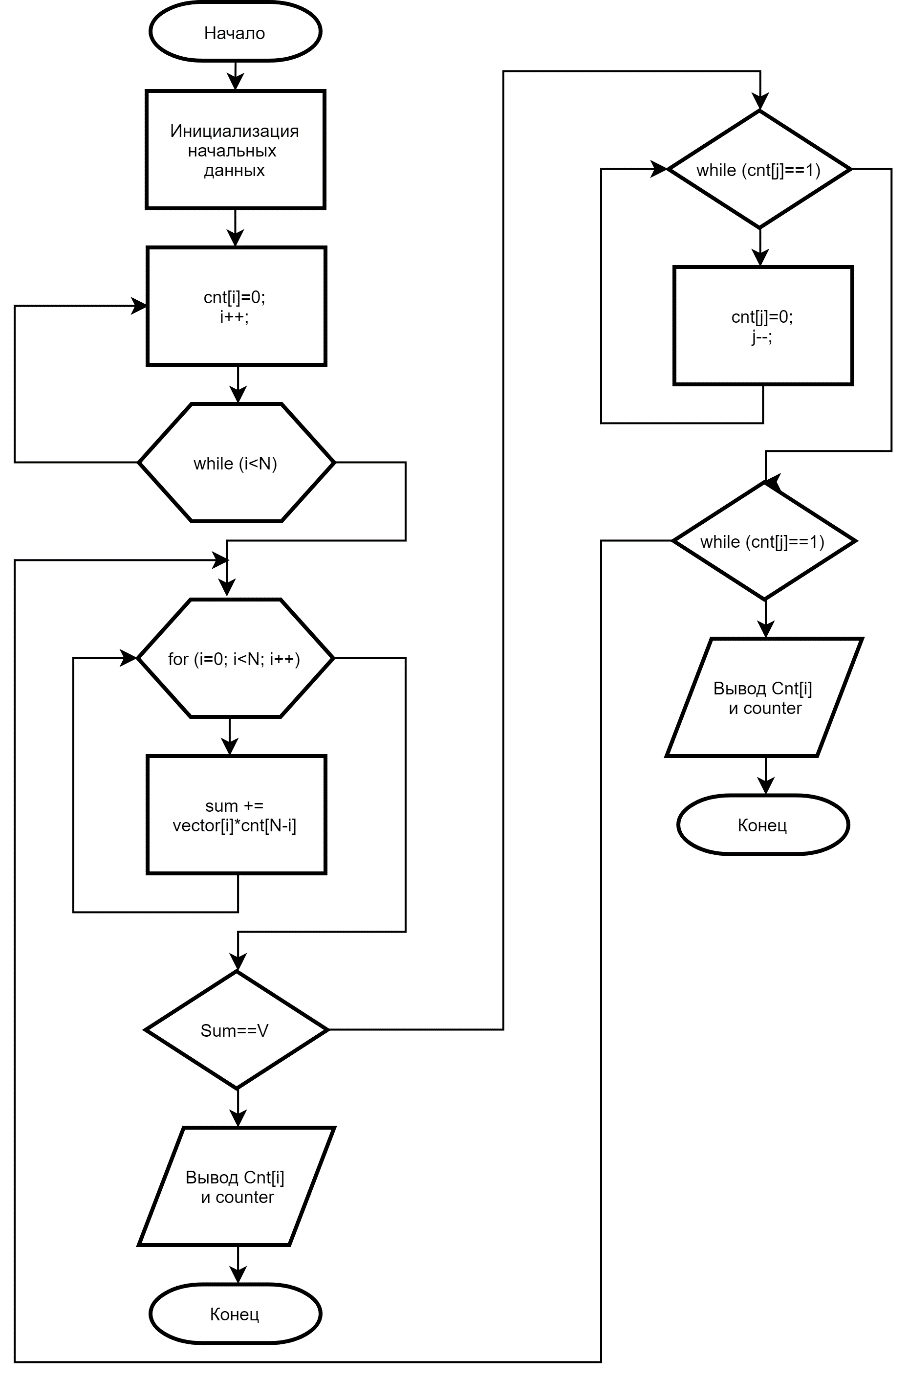 Начало
Инициализация
начальных
данных
cnt[i]=0;
i++;
while (i<N)
for (i=0; i<N; i++)
sum +=
vector[i]*cnt[N-i]
Sum==V
Вывод Cnt[i]
и counter
Конец
while (cnt[j]==1)
cnt[j]=0;
j--;
while (cnt[j]==1)
Вывод Cnt[i]
и counter
Конец